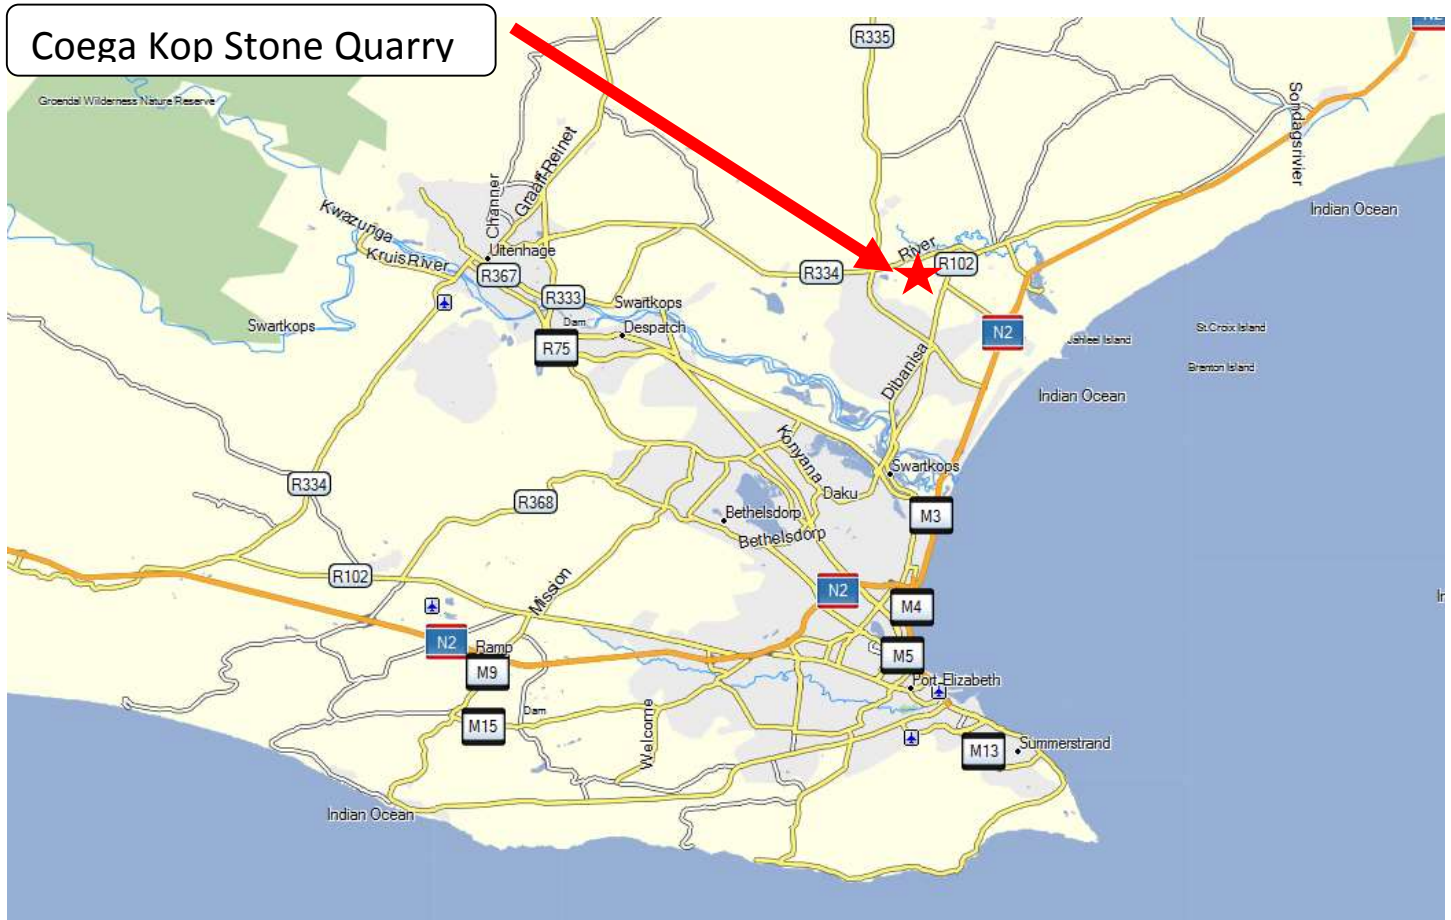 Coega Kop Stone Quarry
R335
Groendal Wilderness Nature Reserve
Sondagsrivier
Graaff-Reinet
Channer
Kwazunga
Indian Ocean
KruisRiver
Uitenhage
River
R102
R367
R334
R333
Swartkops
Swartkops
Dam
Despatch
N2
St.Croix Island
Jahleel Island
R75
Brenton Island
Dibanisa
Indian Ocean
Konyana
Swartkops
R334
Daku
R368
Bethelsdorp
M3
Bethelsdorp
R102
Mission
N2
M4
N2
Ramp
M5
M9
Port Elizabeth
Dam
M15
Welcome
M13
Summerstrand
Indian Ocean